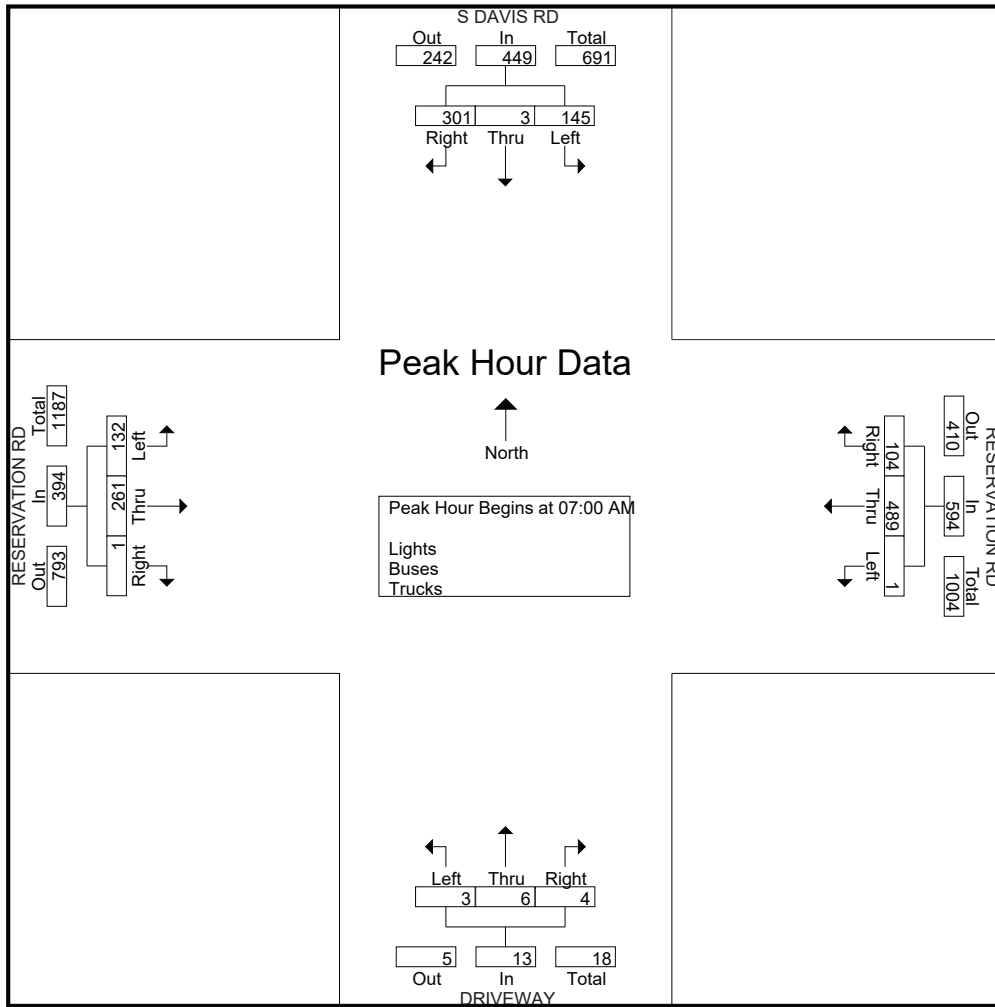 S DAVIS RD
Out In Total
242 449 691
301 3 145
Right Thru Left
Peak Hour Data
North
Peak Hour Begins at 07:00 AM
Lights
Buses
Trucks
RESERVATION RD
Total In Out
1187 394 793
132 261 1
Left Thru Right
RESERVATION RD
Out In Total
410 594 1004
104 489 1
Right Thru Left
Left Thru Right
3 6 4
5 13 18
Out In Total
DRIVEWAY